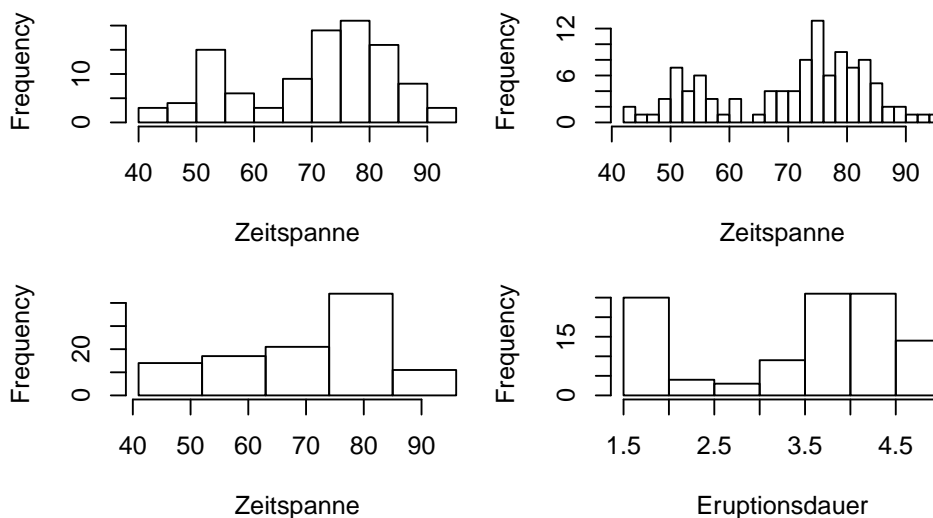 Frequency
0 10
40 50 60 70 80 90
Zeitspanne
Frequency
0 6 12
40 50 60 70 80 90
Zeitspanne
Frequency
0 20
40 50 60 70 80 90
Zeitspanne
Frequency
0 15
1.5 2.5 3.5 4.5
Eruptionsdauer